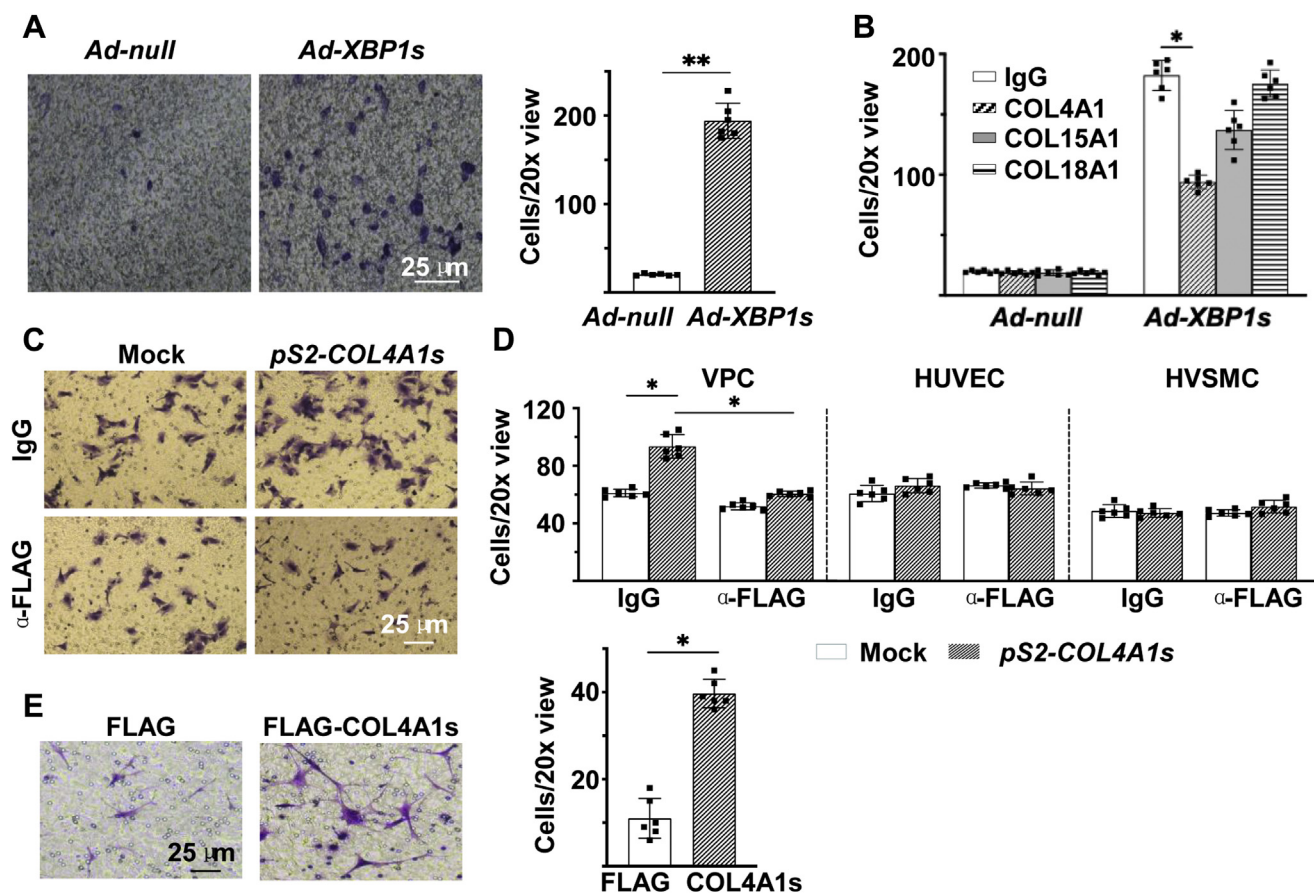 A
Ad-null
Ad-XBP1s
25 μm
**
Cells/20x view
200
100
Ad-null Ad-XBP1s
B
*
IgG
COL4A1
COL15A1
COL18A1
Cells/20x view
200
100
Ad-null
Ad-XBP1s
C
Mock
pS2-COL4A1s
IgG
α-FLAG
25 μm
D
VPC
HUVEC
HVSMC
*
*
Cells/20x view
120
80
40
IgG
α-FLAG
IgG
α-FLAG
IgG
α-FLAG
Mock
pS2-COL4A1s
E
FLAG
FLAG-COL4A1s
25 μm
*
Cells/20x view
40
20
FLAG COL4A1s